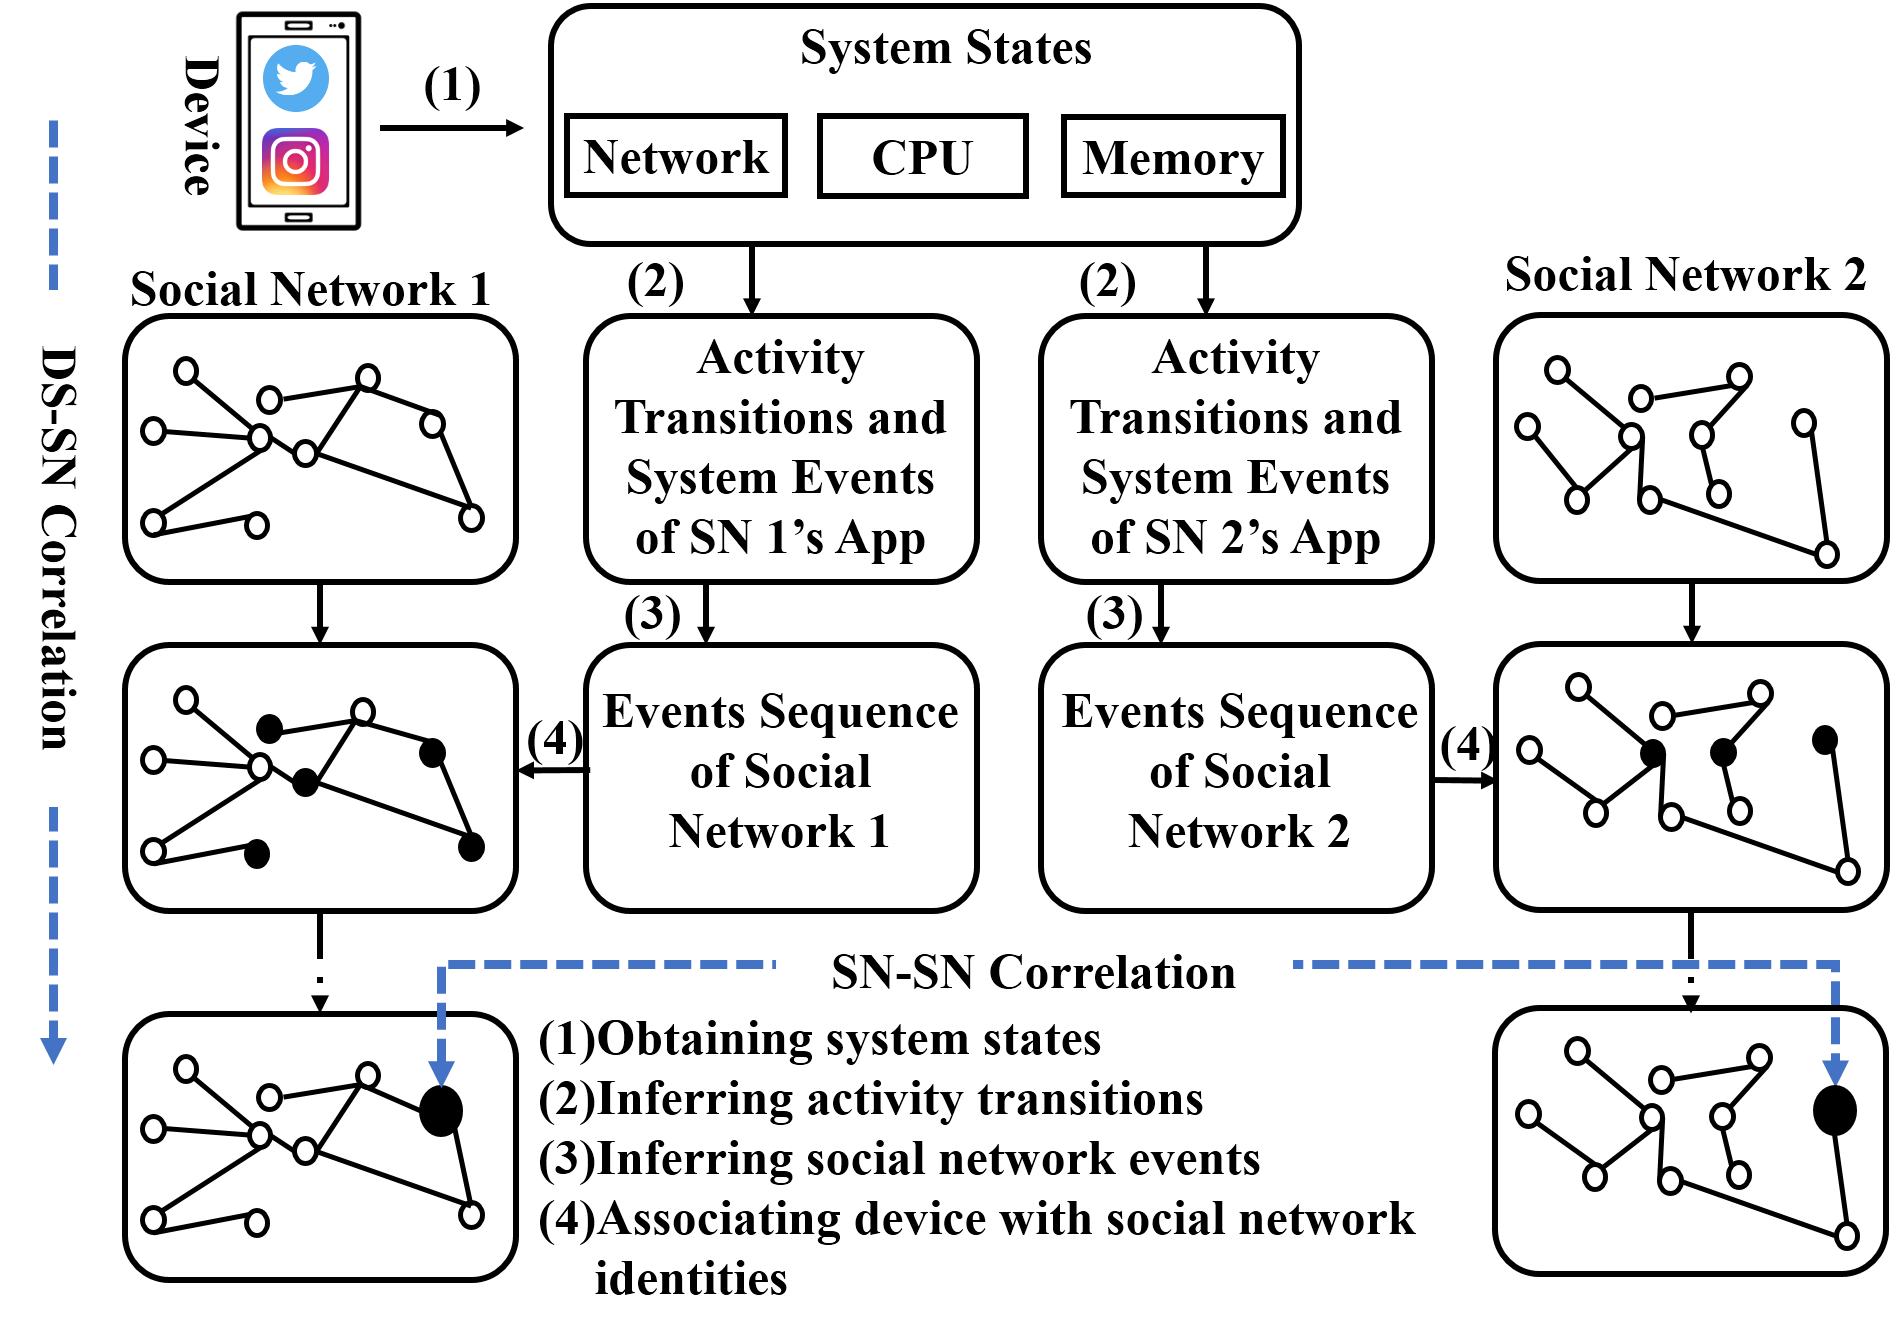 Device
(1)
System States
Network
CPU
Memory
(2)
(2)
Social Network 1
Social Network 2
DS-SN Correlation
Activity
Transitions and
System Events
of SN 1’s App
Activity
Transitions and
System Events
of SN 2’s App
(3)
(3)
Events Sequence
of Social
Network 1
Events Sequence
of Social
Network 2
(4)
(4)
SN-SN Correlation
(1)Obtaining system states
(2)Inferring activity transitions
(3)Inferring social network events
(4)Associating device with social network
identities